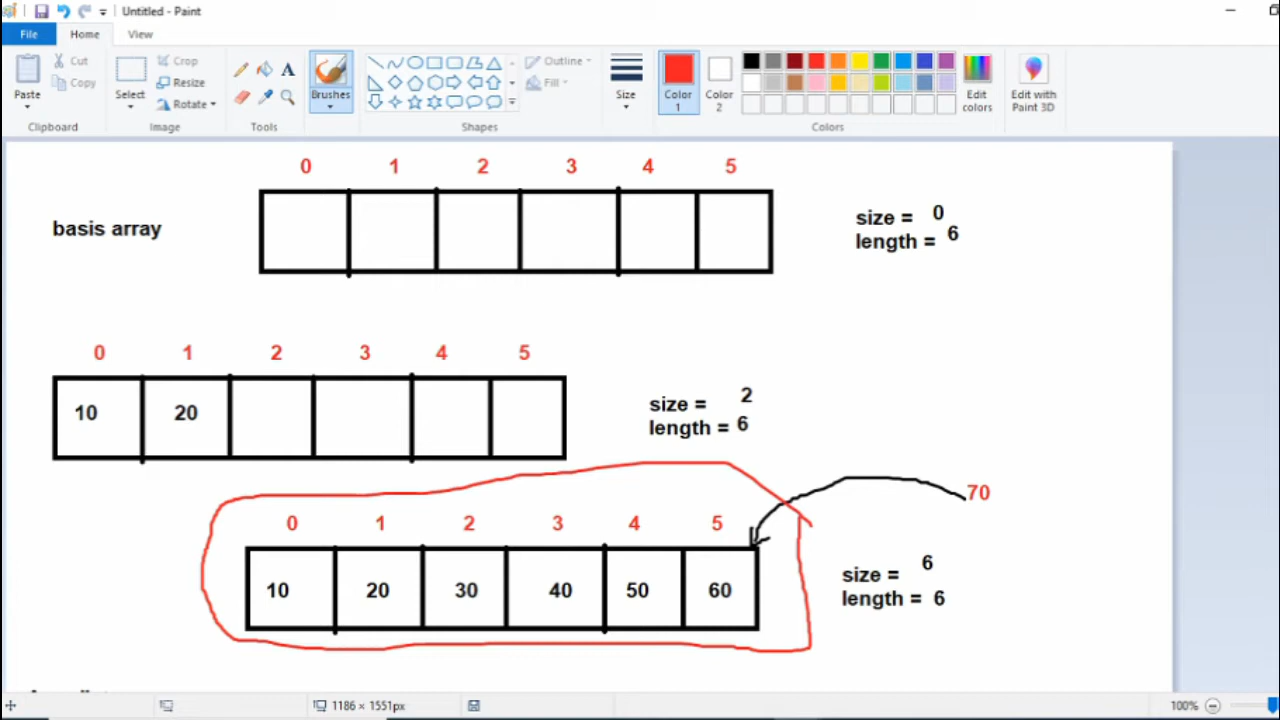 Untitled - Paint
File Home View
Paste
Cut
Copy
Clipboard
Select
Crop
Resize
Rotate
Image
A
Tools
Brushes
Outline
Fill
Shapes
Size
Color 1
Color 2
Edit colors
Colors
Edit with Paint 3D
0 1 2 3 4 5
basis array
size = 0
length = 6
0 1 2 3 4 5
10 20
size = 2
length = 6
70
0 1 2 3 4 5
10 20 30 40 50 60
size = 6
length = 6
1186 × 1551px
100%